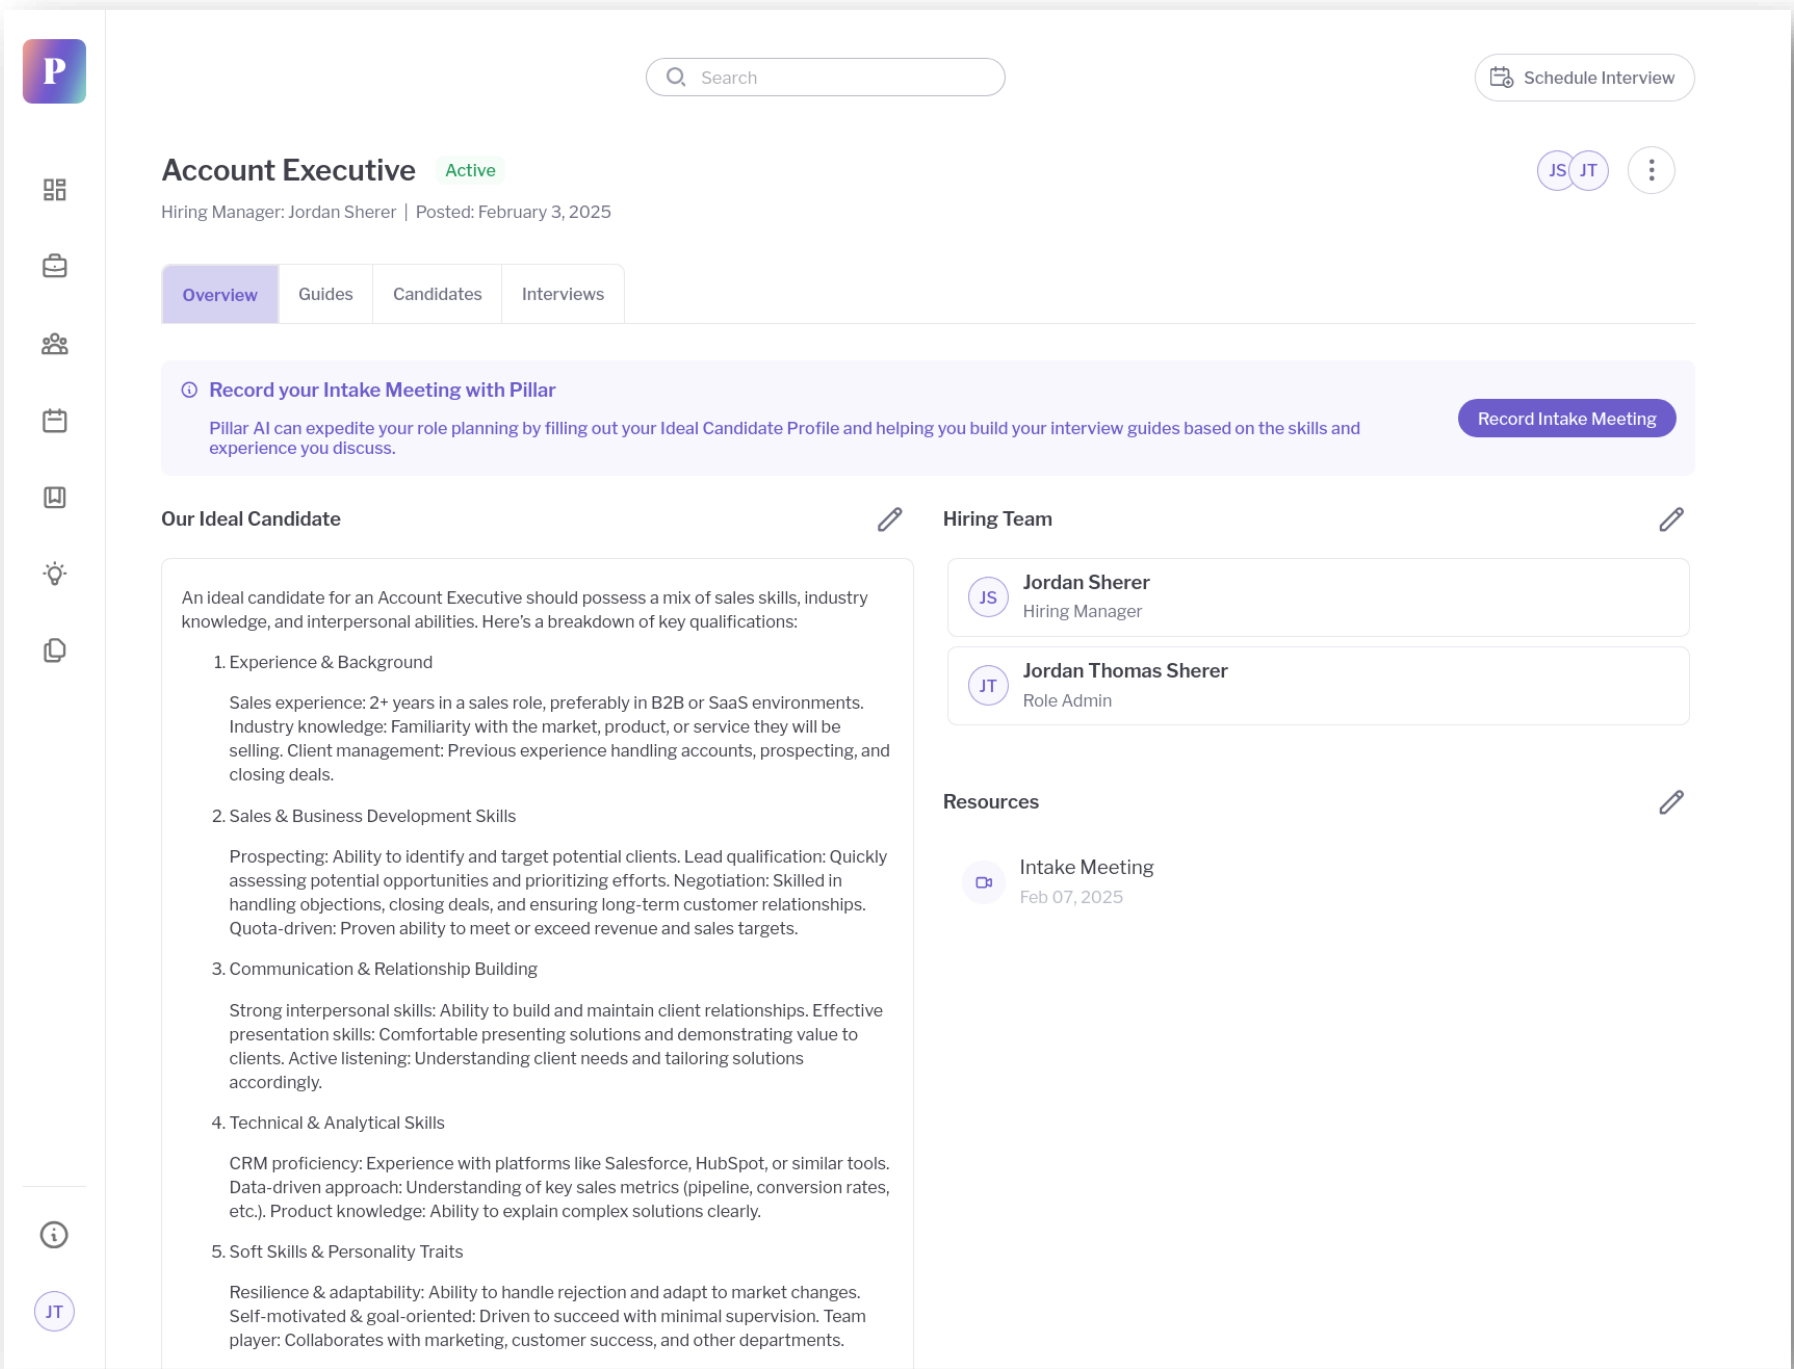 P
Search
Schedule Interview
Account Executive
Active
JS
JT
Hiring Manager: Jordan Sherer | Posted: February 3, 2025
Overview
Guides
Candidates
Interviews
Record your Intake Meeting with Pillar
Pillar AI can expedite your role planning by filling out your Ideal Candidate Profile and helping you build your interview guides based on the skills and
experience you discuss.
Record Intake Meeting
Our Ideal Candidate
An ideal candidate for an Account Executive should possess a mix of sales skills, industry
knowledge, and interpersonal abilities. Here’s a breakdown of key qualifications:
1. Experience & Background
Sales experience: 2+ years in a sales role, preferably in B2B or SaaS environments.
Industry knowledge: Familiarity with the market, product, or service they will be
selling. Client management: Previous experience handling accounts, prospecting, and
closing deals.
2. Sales & Business Development Skills
Prospecting: Ability to identify and target potential clients. Lead qualification: Quickly
assessing potential opportunities and prioritizing efforts. Negotiation: Skilled in
handling objections, closing deals, and ensuring long-term customer relationships.
Quota-driven: Proven ability to meet or exceed revenue and sales targets.
3. Communication & Relationship Building
Strong interpersonal skills: Ability to build and maintain client relationships. Effective
presentation skills: Comfortable presenting solutions and demonstrating value to
clients. Active listening: Understanding client needs and tailoring solutions
accordingly.
4. Technical & Analytical Skills
CRM proficiency: Experience with platforms like Salesforce, HubSpot, or similar tools.
Data-driven approach: Understanding of key sales metrics (pipeline, conversion rates,
etc.). Product knowledge: Ability to explain complex solutions clearly.
5. Soft Skills & Personality Traits
Resilience & adaptability: Ability to handle rejection and adapt to market changes.
Self-motivated & goal-oriented: Driven to succeed with minimal supervision. Team
player: Collaborates with marketing, customer success, and other departments.
Hiring Team
JS
Jordan Sherer
Hiring Manager
JT
Jordan Thomas Sherer
Role Admin
Resources
Intake Meeting
Feb 07, 2025
JT